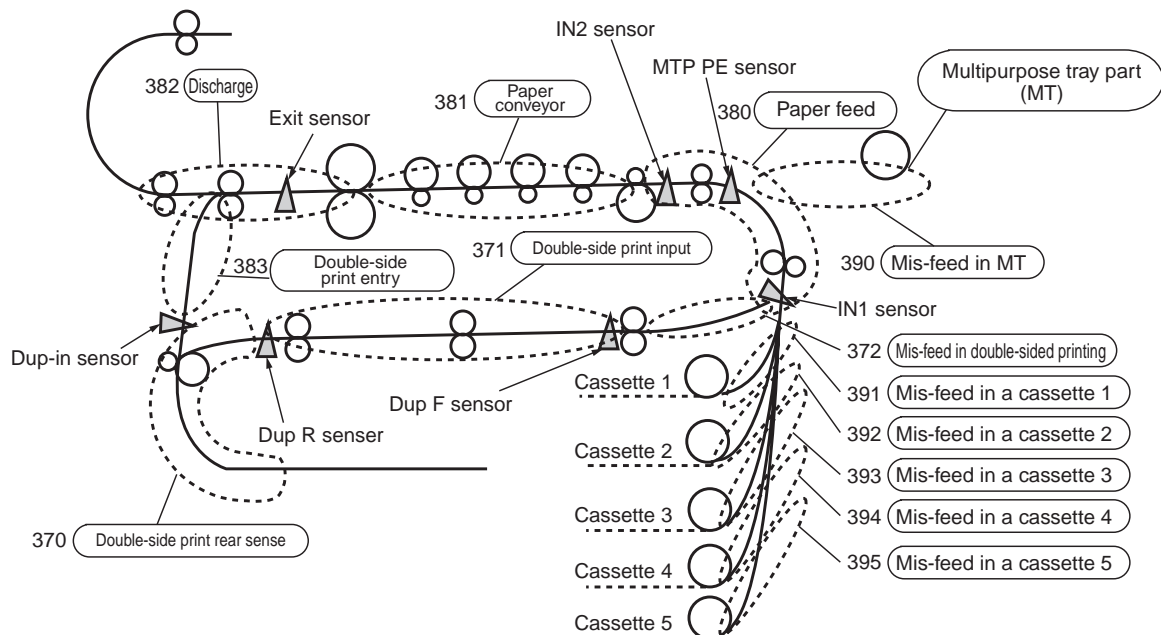 IN2 sensor
MTP PE sensor
Multipurpose tray part
(MT)
382 Discharge
381 Paper
conveyor
380 Paper feed
Exit sensor
371 Double-side print input
383 Double-side
print entry
390 Mis-feed in MT
IN1 sensor
Dup-in sensor
372 Mis-feed in double-sided printing
Cassette 1
391 Mis-feed in a cassette 1
Dup F sensor
Dup R senser
392 Mis-feed in a cassette 2
Cassette 2
393 Mis-feed in a cassette 3
Cassette 3
394 Mis-feed in a cassette 4
370 Double-side print rear sense
395 Mis-feed in a cassette 5
Cassette 4
Cassette 5